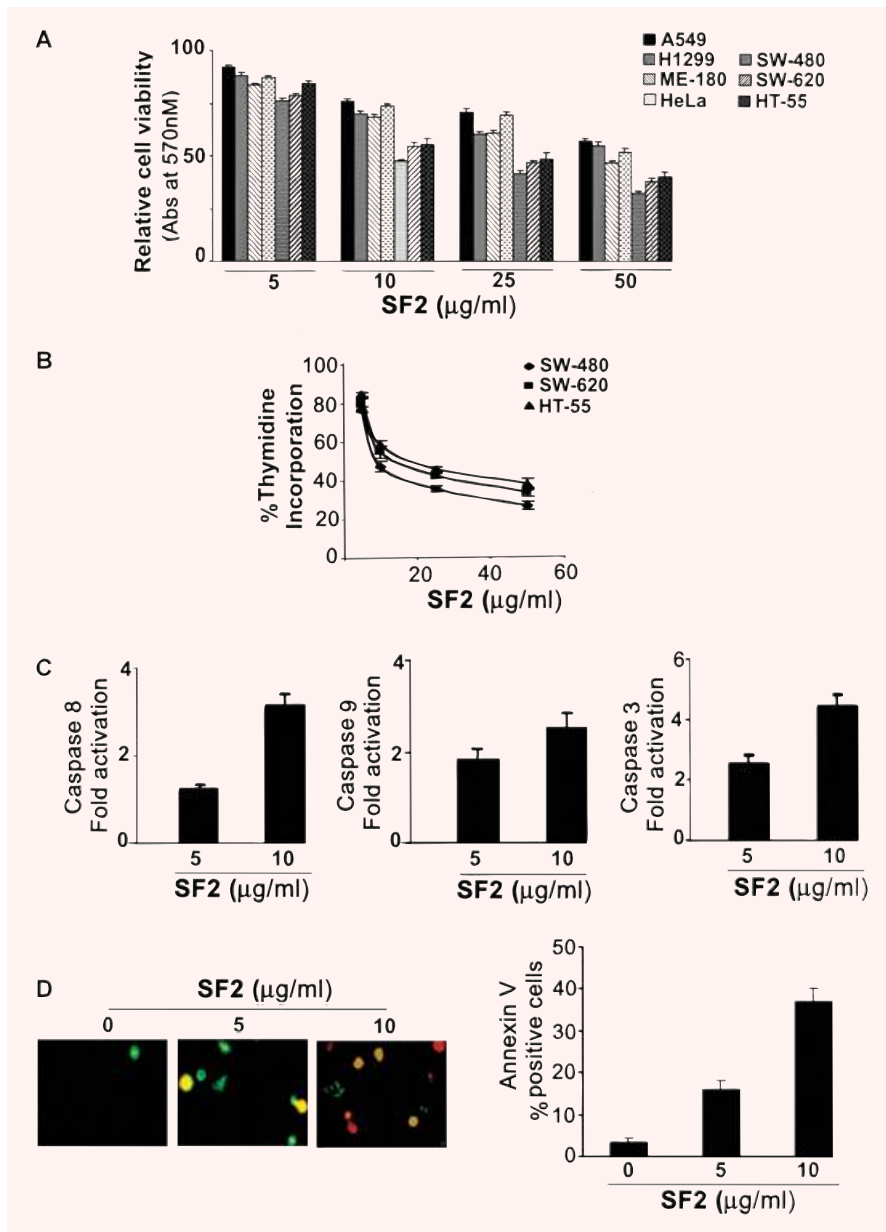 A
Relative cell viability
(Abs at 570nM)
100
50
0
A549
H1299
ME-180
HeLa
SW-480
SW-620
HT-55
5 10 25 50
SF2 (μg/ml)
B
%Thymidine
Incorporation
100
80
60
40
20
0
SW-480
SW-620
HT-55
20 40 60
SF2 (μg/ml)
C
Caspase 8
Fold activation
4
2
0
5 10
SF2 (μg/ml)
Caspase 9
Fold activation
4
2
0
5 10
SF2 (μg/ml)
Caspase 3
Fold activation
6
4
2
0
5 10
SF2 (μg/ml)
D
SF2 (μg/ml)
0 5 10
Annexin V
% positive cells
50
40
30
20
10
0
0 5 10
SF2 (μg/ml)